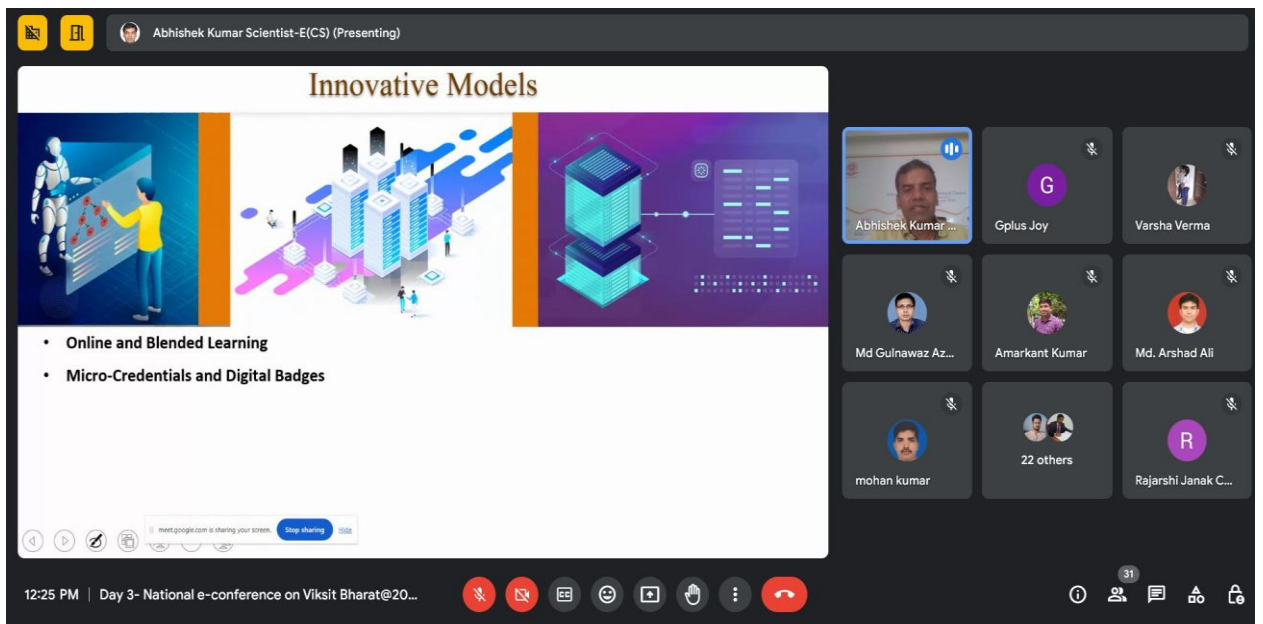 Abhishek Kumar Scientist-E(CS) (Presenting)
Innovative Models
• Online and Blended Learning
• Micro-Credentials and Digital Badges
meet.google.com is sharing your screen. Stop sharing Hide
Abhishek Kumar ...
G
Gplus Joy
Varsha Verma
Md Gulnawaz Az...
Amarkant Kumar
Md. Arshad Ali
mohan kumar
22 others
R
Rajarshi Janak C...
12:25 PM | Day 3- National e-conference on Viksit Bharat@20...
CC
31